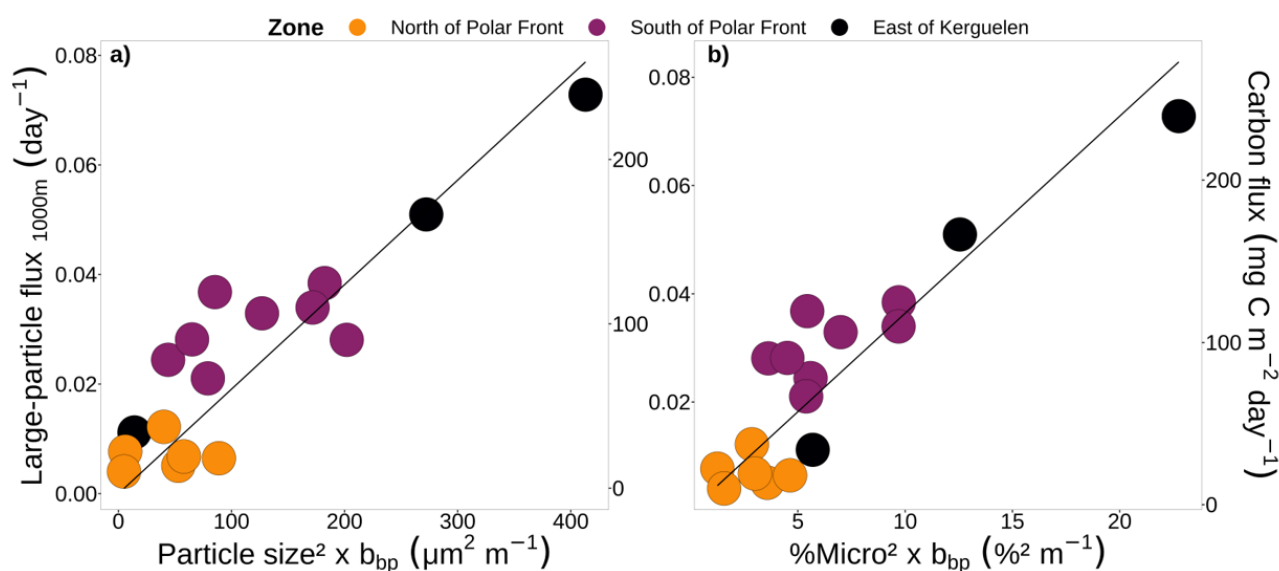 Zone North of Polar Front South of Polar Front East of Kerguelen
a)
Large-particle flux 1000m (day⁻¹)
0.08
0.06
0.04
0.02
0.00
200
100
0
0 100 200 300 400
Particle size² x b_bp (µm² m⁻¹)
b)
0.08
0.06
0.04
0.02
200
100
0
Carbon flux (mg C m⁻² day⁻¹)
5 10 15 20
%Micro² x b_bp (%² m⁻¹)